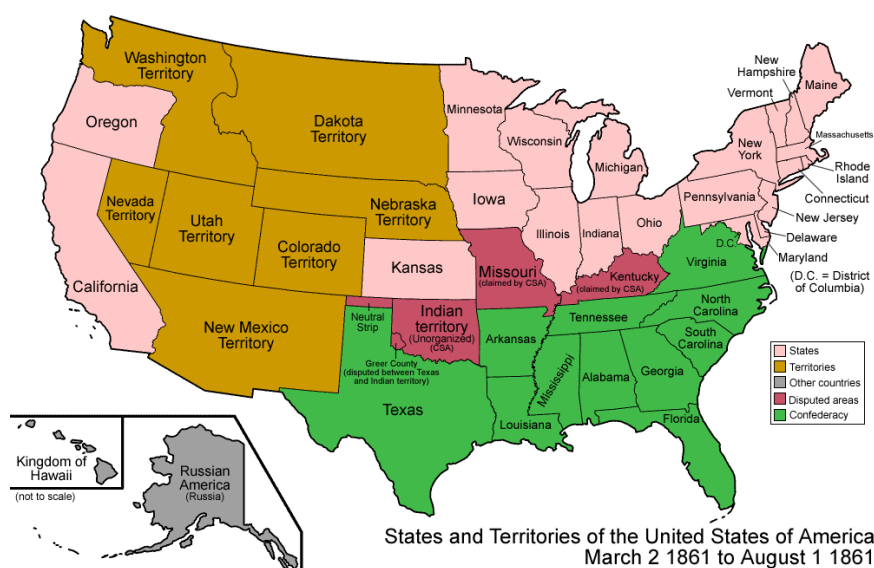 Washington
Territory
Oregon
Dakota
Territory
Minnesota
Wisconsin
Michigan
New
Hampshire
Vermont
Maine
Massachusetts
New
York
Rhode
Island
Connecticut
New Jersey
Pennsylvania
Delaware
Maryland
(D.C. = District
of Columbia)
D.C.
Nevada
Territory
Utah
Territory
Colorado
Territory
Nebraska
Territory
Iowa
Illinois
Indiana
Ohio
California
Kansas
Missouri
(claimed by CSA)
Kentucky
(claimed by CSA)
Virginia
New Mexico
Territory
Neutral
Strip
Indian
territory
(Unorganized)
(CSA)
Greer County
(disputed between Texas
and Indian territory)
Arkansas
Tennessee
North
Carolina
South
Carolina
Texas
Louisiana
Mississippi
Alabama
Georgia
Florida
States
Territories
Other countries
Disputed areas
Confederacy
Kingdom of
Hawaii
(not to scale)
Russian
America
(Russia)
States and Territories of the United States of America
March 2 1861 to August 1 1861